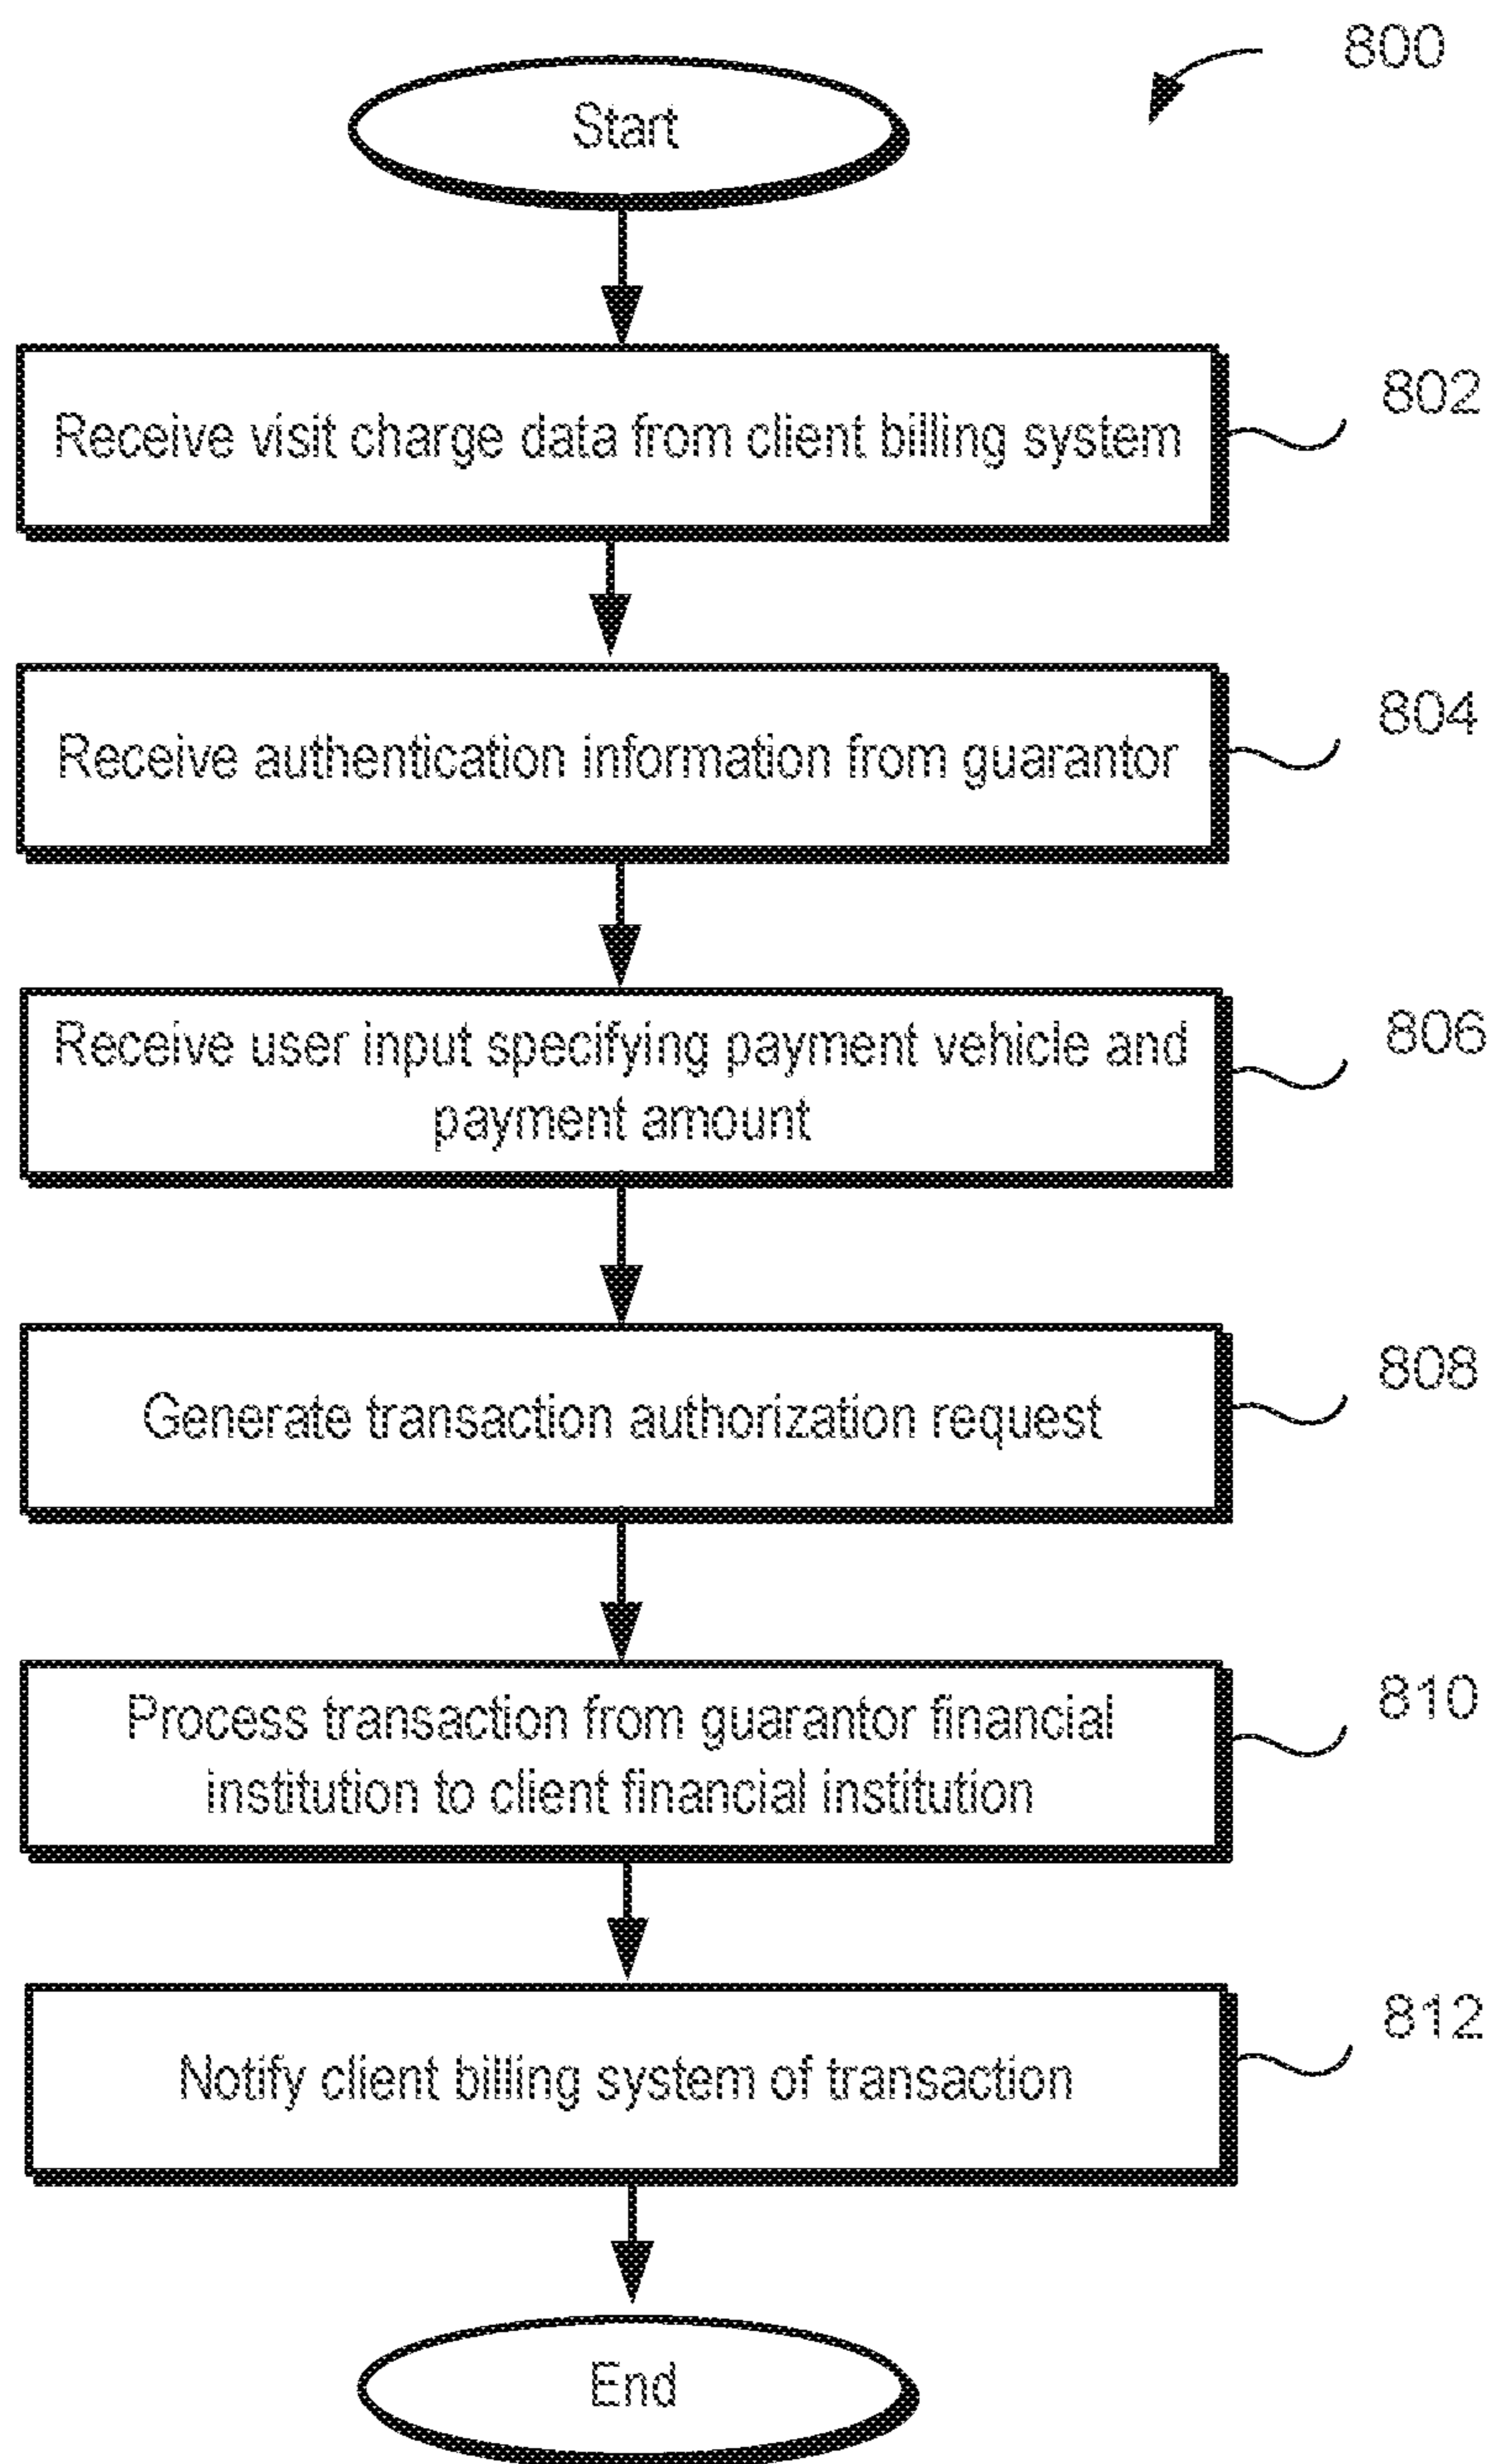 800
Start
Receive visit charge data from client billing system
802
Receive authentication information from guarantor
804
Receive user input specifying payment vehicle and
payment amount
806
Generate transaction authorization request
808
Process transaction from guarantor financial
institution to client financial institution
810
Notify client billing system of transaction
812
End